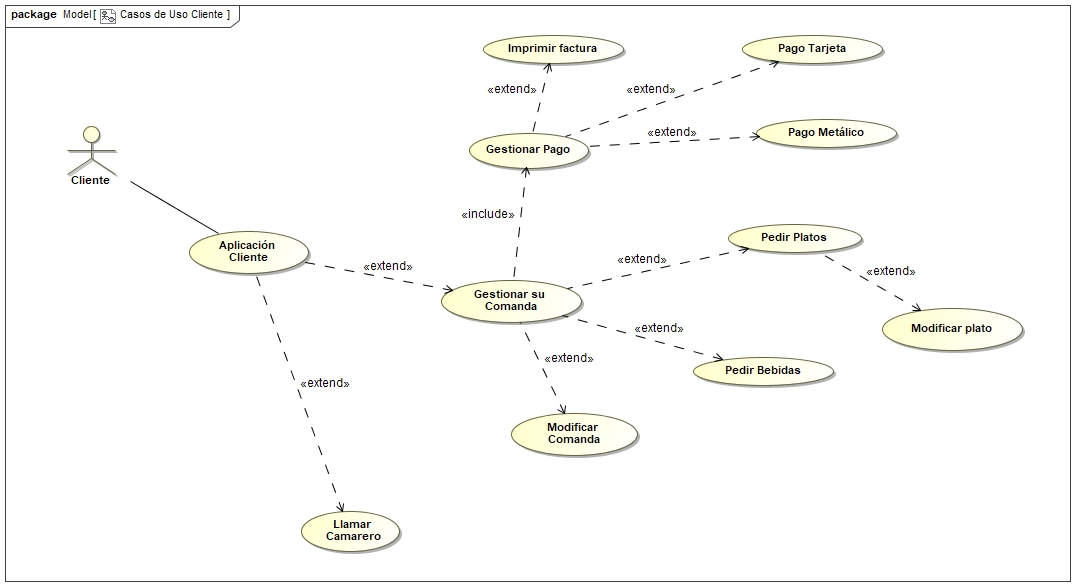 package Model [ Casos de Uso Cliente ]
Imprimir factura
Pago Tarjeta
«extend»
«extend»
«extend»
Pago Metálico
Gestionar Pago
Cliente
«include»
Aplicación
Cliente
«extend»
Gestionar su
Comanda
«extend»
Pedir Platos
«extend»
Modificar plato
«extend»
Pedir Bebidas
«extend»
Modificar
Comanda
«extend»
Llamar
Camarero